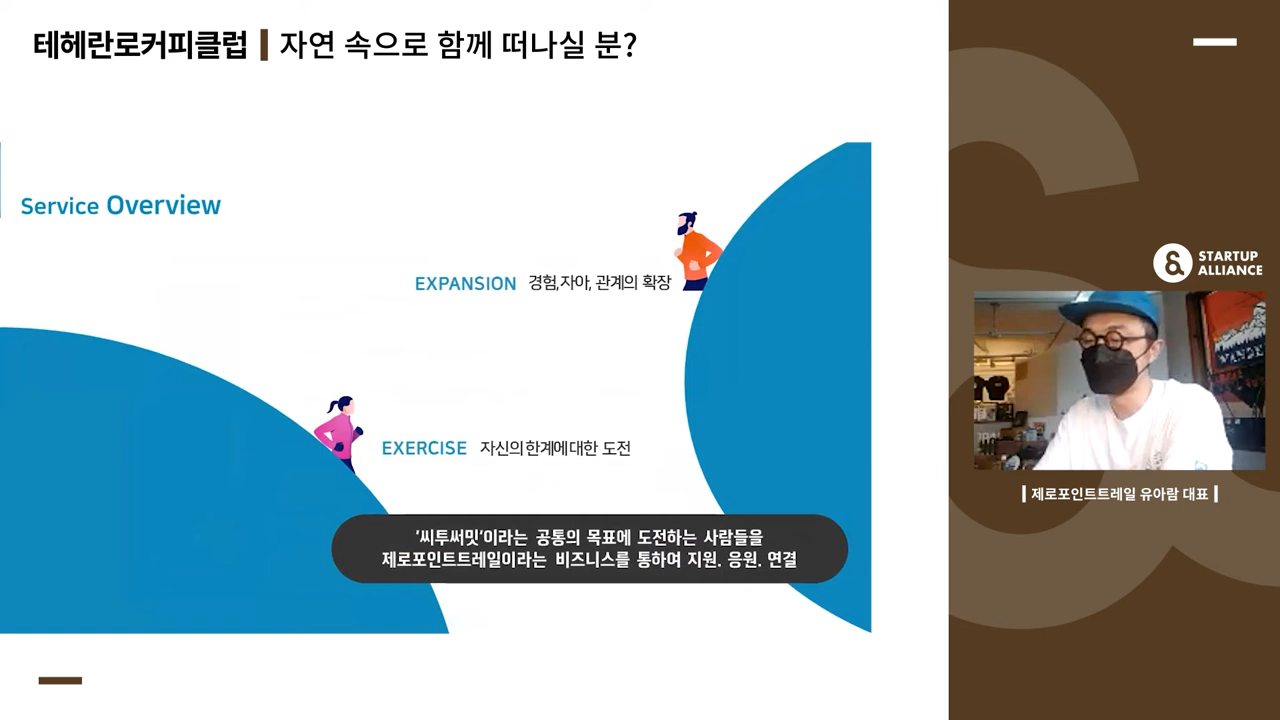 테헤란로커피클럽 | 자연 속으로 함께 떠나실 분?
Service Overview
EXPANSION 경험,자아, 관계의 확장
EXERCISE 자신의한계에대한 도전
'씨투써밋'이라는 공통의 목표에 도전하는 사람들을
제로포인트트레일이라는 비즈니스를 통하여 지원. 응원. 연결
STARTUP
ALLIANCE
제로포인트트레일 유아람 대표